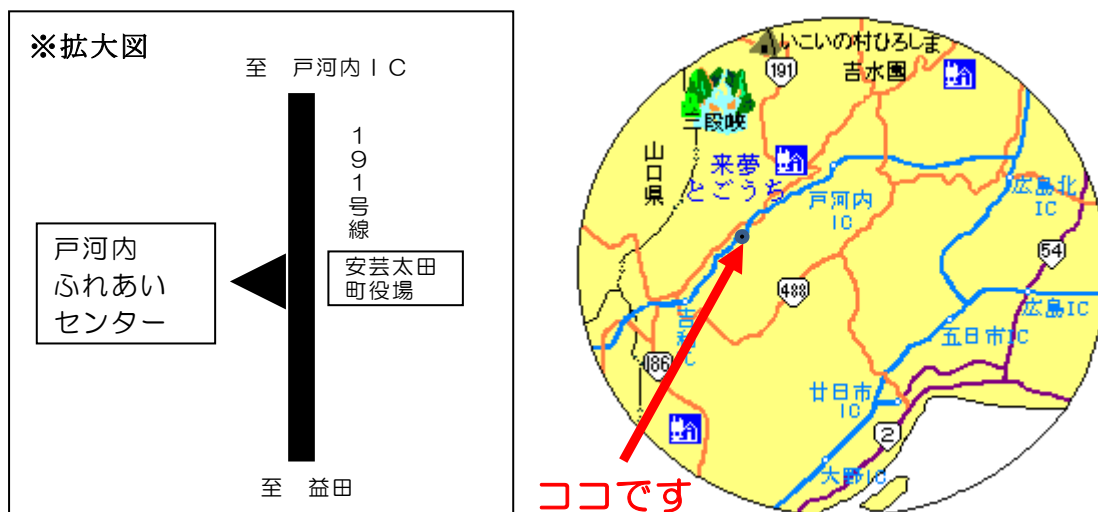 ※拡大図
至 戸河内IC
191号線
戸河内
ふれあい
センター
安芸太田
町役場
至 益田
いこいの村ひろしま
吉水園
191
三段峡
山口県
来夢
とごうち
戸河内
IC
広島北
IC
54
488
広島IC
五日市IC
吉和IC
186
廿日市
IC
2
大野IC
ココです